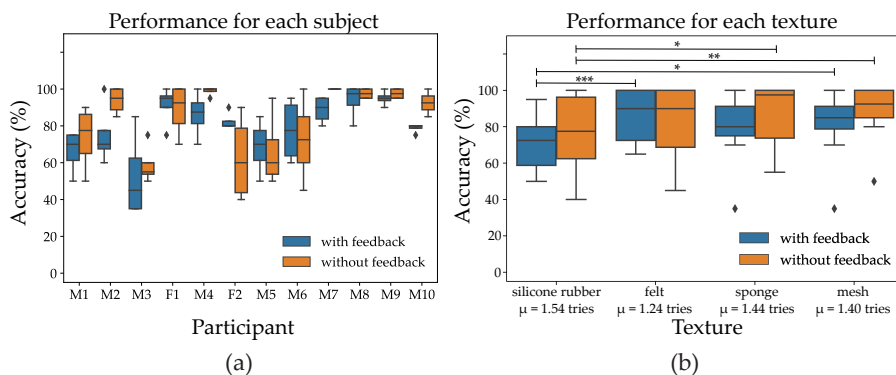 Performance for each subject
Accuracy (%)
100
80
60
40
20
0
with feedback
without feedback
M1 M2 M3 F1 M4 F2 M5 M6 M7 M8 M9 M10
Participant
(a)
Performance for each texture
Accuracy (%)
100
80
60
40
20
0
*
**
*
***
with feedback
without feedback
silicone rubber felt sponge mesh
μ = 1.54 tries μ = 1.24 tries μ = 1.44 tries μ = 1.40 tries
Texture
(b)